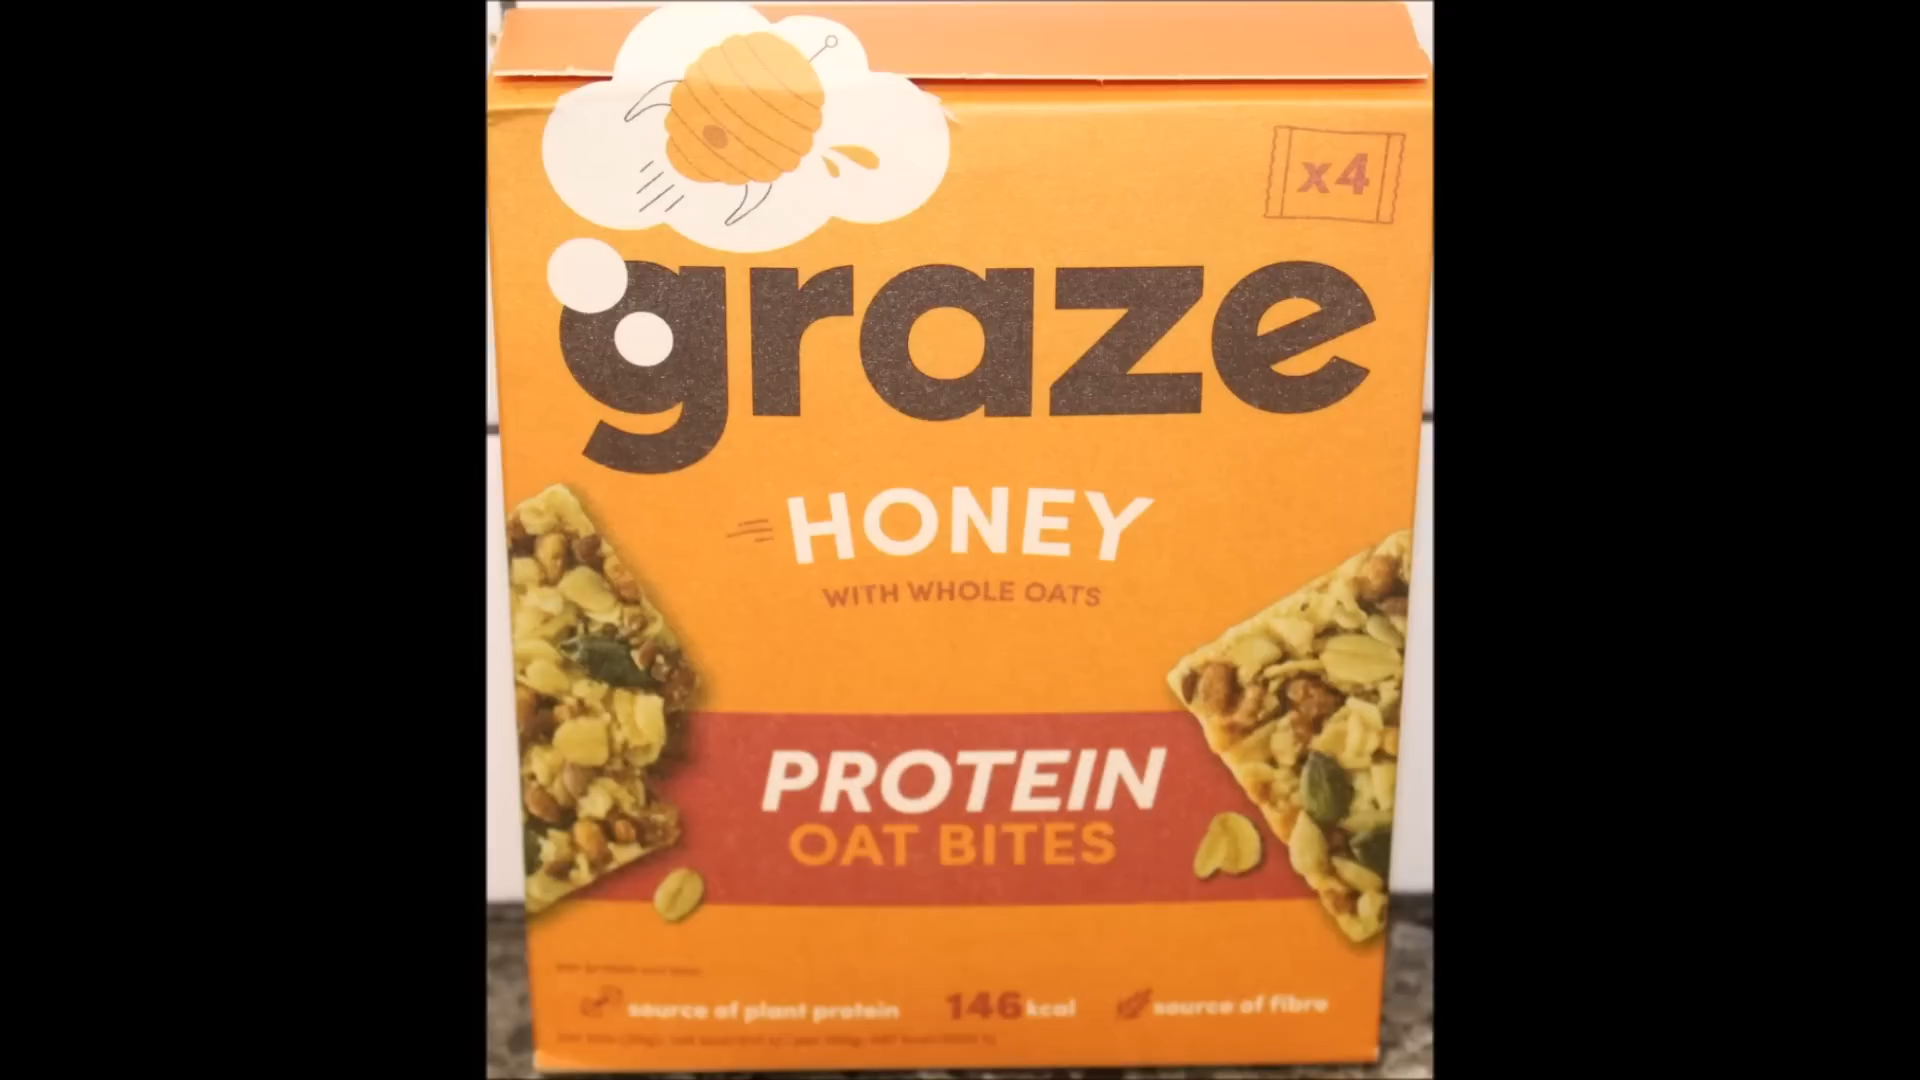 x4
graze
HONEY
WITH WHOLE OATS
PROTEIN
OAT BITES
source of plant protein
146 kcal
source of fibre